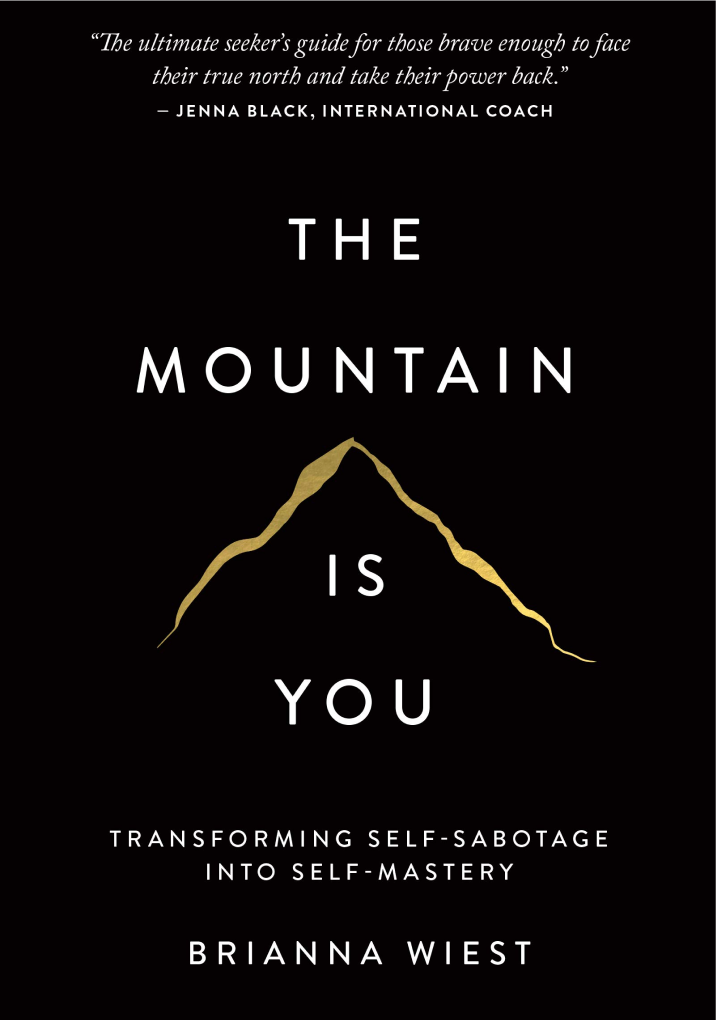 “The ultimate seeker’s guide for those brave enough to face
their true north and take their power back.”
– JENNA BLACK, INTERNATIONAL COACH
THE
MOUNTAIN
IS
YOU
TRANSFORMING SELF-SABOTAGE
INTO SELF-MASTERY
BRIANNA WIEST